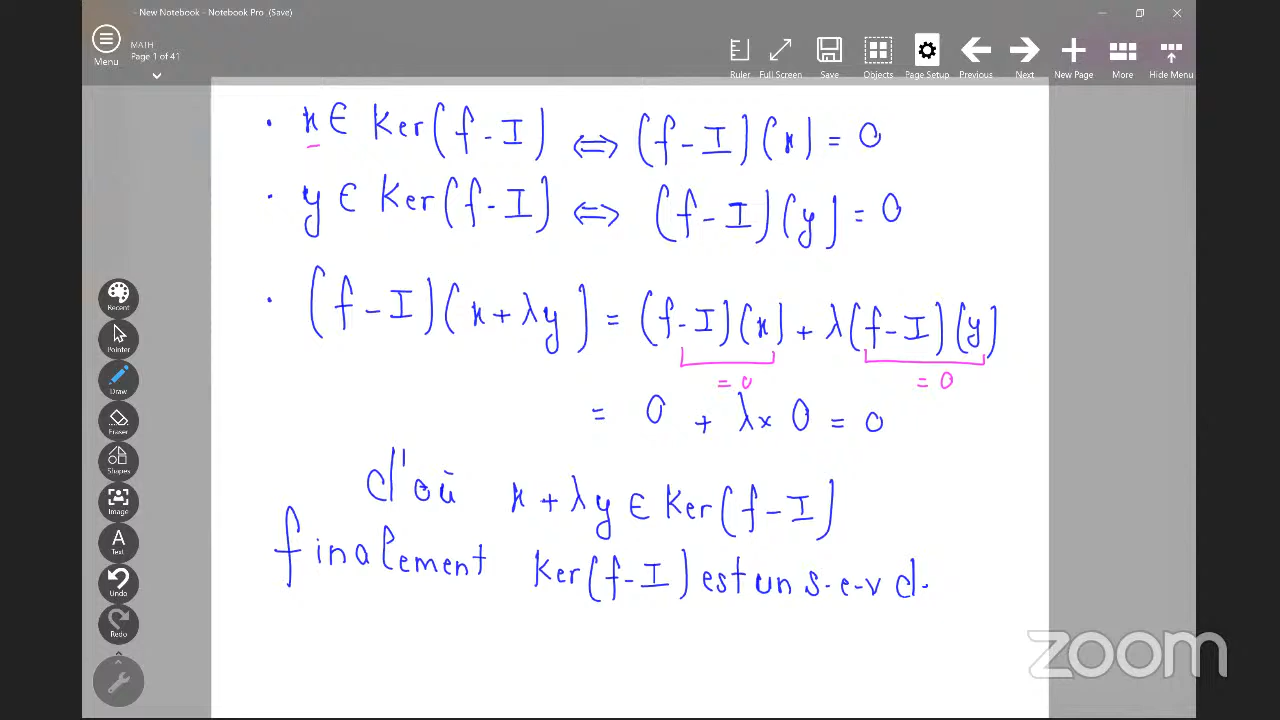 - New Notebook - Notebook Pro (Save)
Menu
MATH
Page 1 of 41
Ruler
Full Screen
Save
Objects
Page Setup
Previous
Next
New Page
More
Hide Menu
Recent
Pointer
Draw
Eraser
Shapes
Image
Text
Undo
Redo
· x ∈ Ker(f-I) ⇔ (f-I)(x) = 0
· y ∈ Ker(f-I) ⇔ (f-I)(y) = 0
· (f-I)(x+λy) = (f-I)(x) + λ(f-I)(y)
= 0 = 0
= 0 + λ× 0 = 0
d'où x+λy ∈ Ker(f-I)
finalement Ker(f-I) est un s-e-v d-
zoom